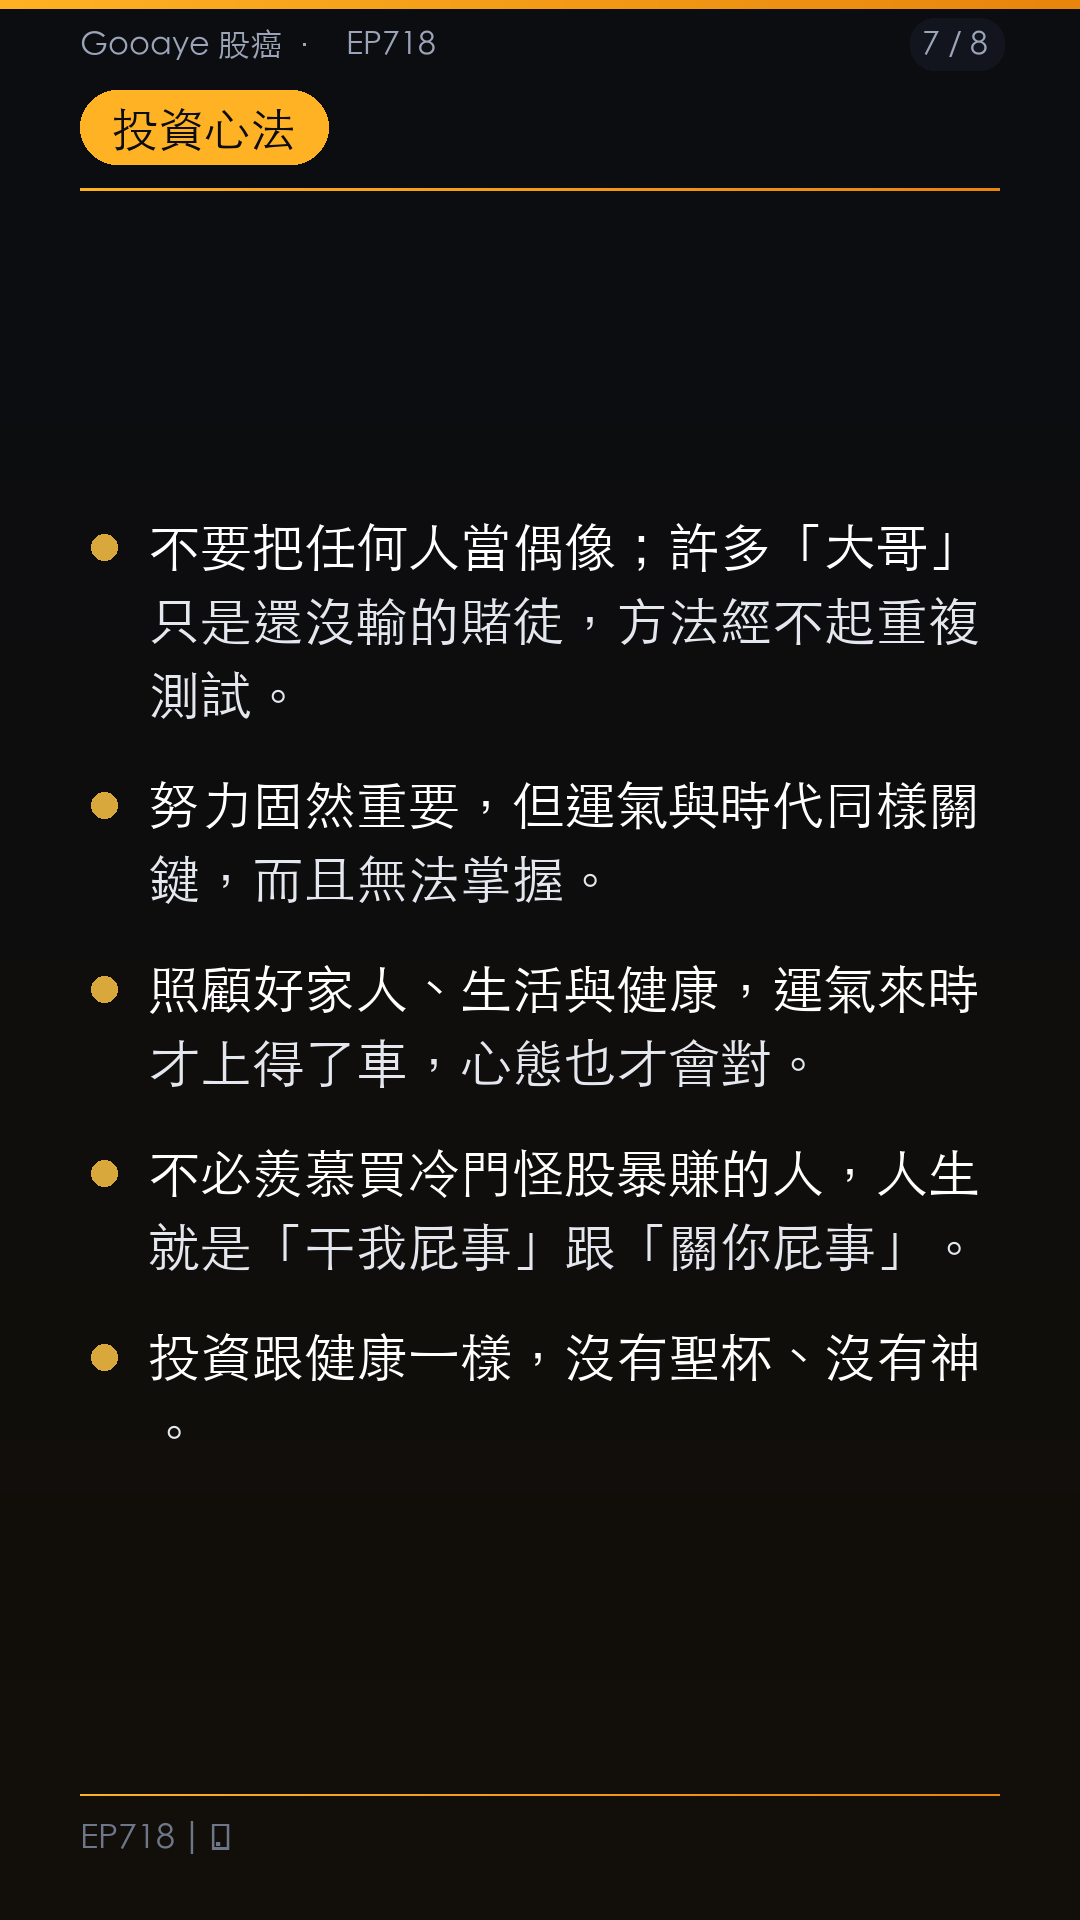 Gooaye 股癌 · EP718
7 / 8
投資心法
不要把任何人當偶像；許多「大哥」
只是還沒輸的賭徒，方法經不起重複
測試。
努力固然重要，但運氣與時代同樣關
鍵，而且無法掌握。
照顧好家人、生活與健康，運氣來時
才上得了車，心態也才會對。
不必羨慕買冷門怪股暴賺的人，人生
就是「干我屁事」跟「關你屁事」。
投資跟健康一樣，沒有聖杯、沒有神
。
EP718 |